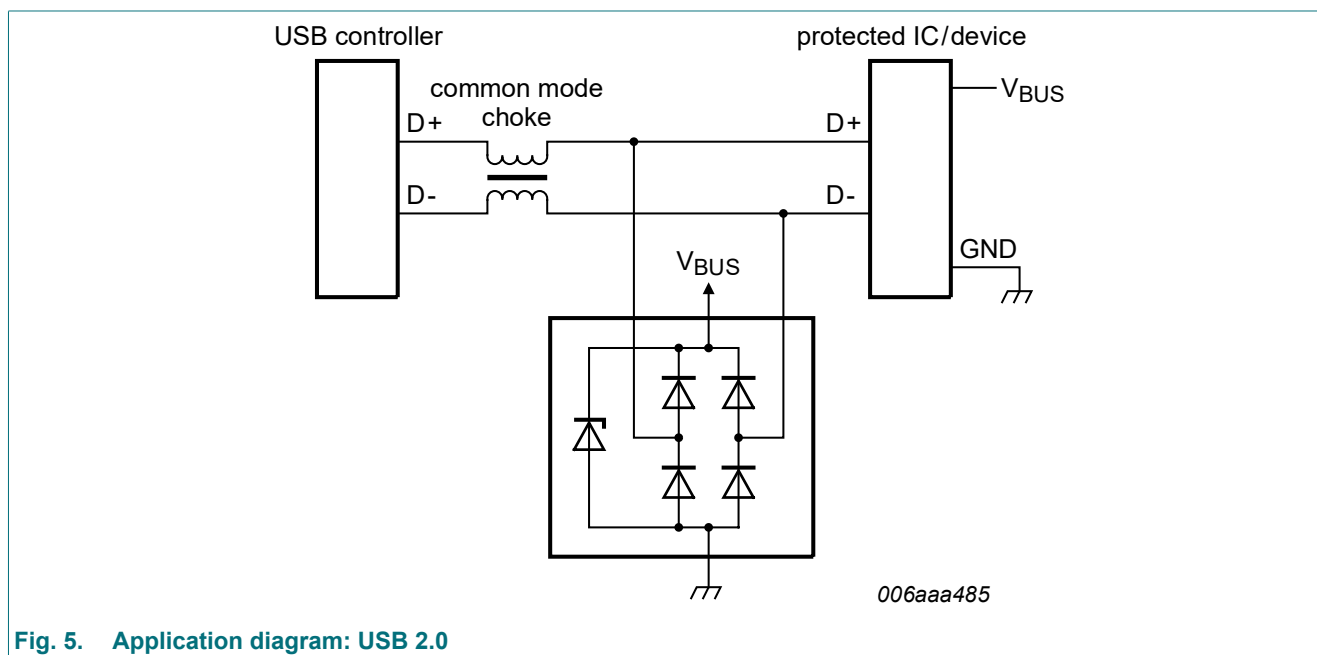 USB controller
protected IC/device
common mode
choke
VBUS
D+
D+
D-
D-
GND
VBUS
006aaa485
Fig. 5. Application diagram: USB 2.0